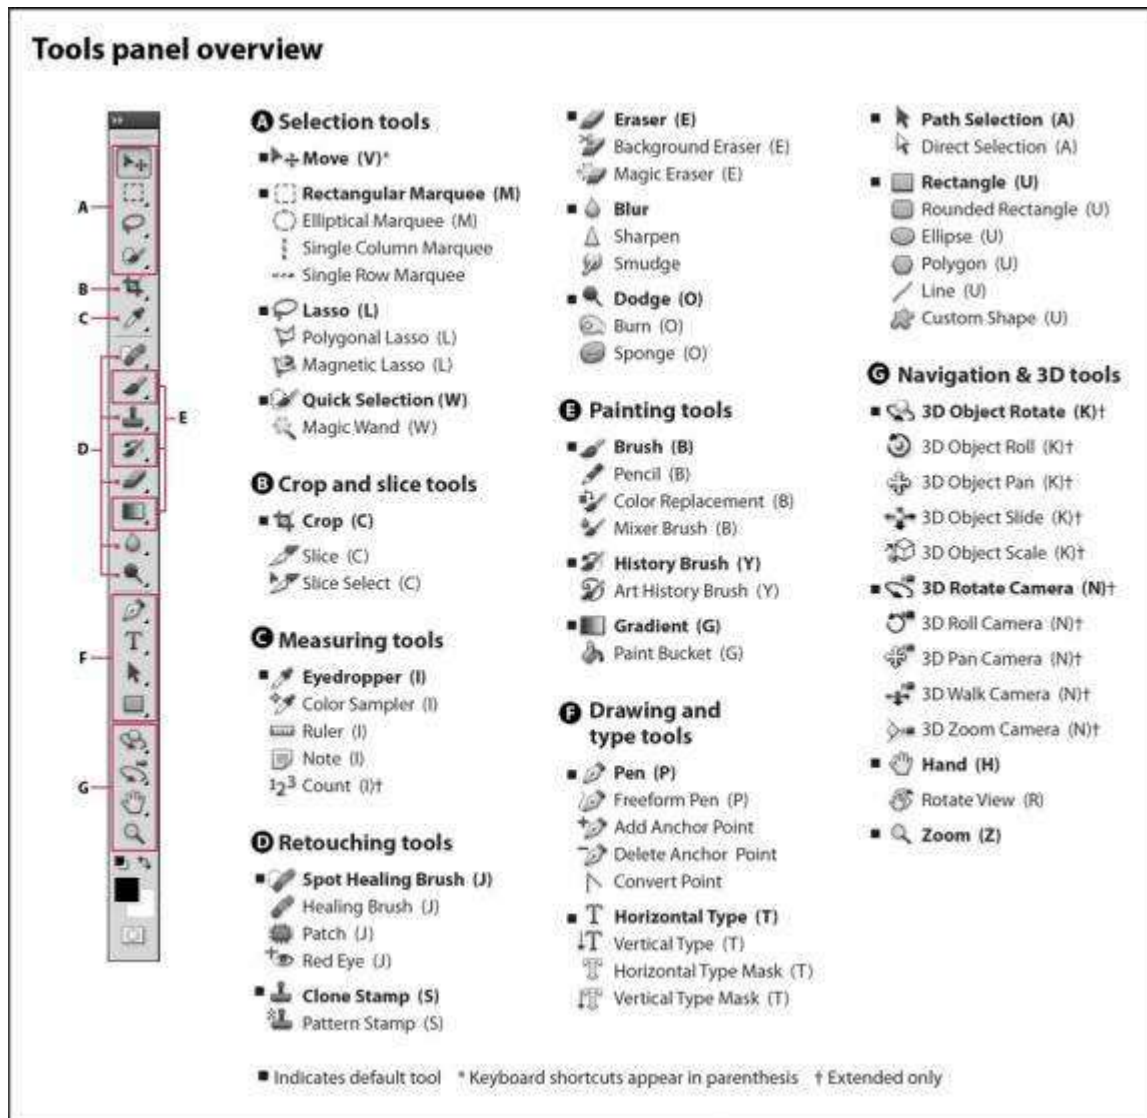 Tools panel overview
A
B
C
D
E
F
G
A Selection tools
Move (V)*
Rectangular Marquee (M)
Elliptical Marquee (M)
Single Column Marquee
Single Row Marquee
Lasso (L)
Polygonal Lasso (L)
Magnetic Lasso (L)
Quick Selection (W)
Magic Wand (W)
B Crop and slice tools
Crop (C)
Slice (C)
Slice Select (C)
C Measuring tools
Eyedropper (I)
Color Sampler (I)
Ruler (I)
Note (I)
Count (I)†
D Retouching tools
Spot Healing Brush (J)
Healing Brush (J)
Patch (J)
Red Eye (J)
Clone Stamp (S)
Pattern Stamp (S)
Eraser (E)
Background Eraser (E)
Magic Eraser (E)
Blur
Sharpen
Smudge
Dodge (O)
Burn (O)
Sponge (O)
E Painting tools
Brush (B)
Pencil (B)
Color Replacement (B)
Mixer Brush (B)
History Brush (Y)
Art History Brush (Y)
Gradient (G)
Paint Bucket (G)
F Drawing and
type tools
Pen (P)
Freeform Pen (P)
Add Anchor Point
Delete Anchor Point
Convert Point
Horizontal Type (T)
Vertical Type (T)
Horizontal Type Mask (T)
Vertical Type Mask (T)
Path Selection (A)
Direct Selection (A)
Rectangle (U)
Rounded Rectangle (U)
Ellipse (U)
Polygon (U)
Line (U)
Custom Shape (U)
G Navigation & 3D tools
3D Object Rotate (K)†
3D Object Roll (K)†
3D Object Pan (K)†
3D Object Slide (K)†
3D Object Scale (K)†
3D Rotate Camera (N)†
3D Roll Camera (N)†
3D Pan Camera (N)†
3D Walk Camera (N)†
3D Zoom Camera (N)†
Hand (H)
Rotate View (R)
Zoom (Z)
■ Indicates default tool * Keyboard shortcuts appear in parenthesis † Extended only